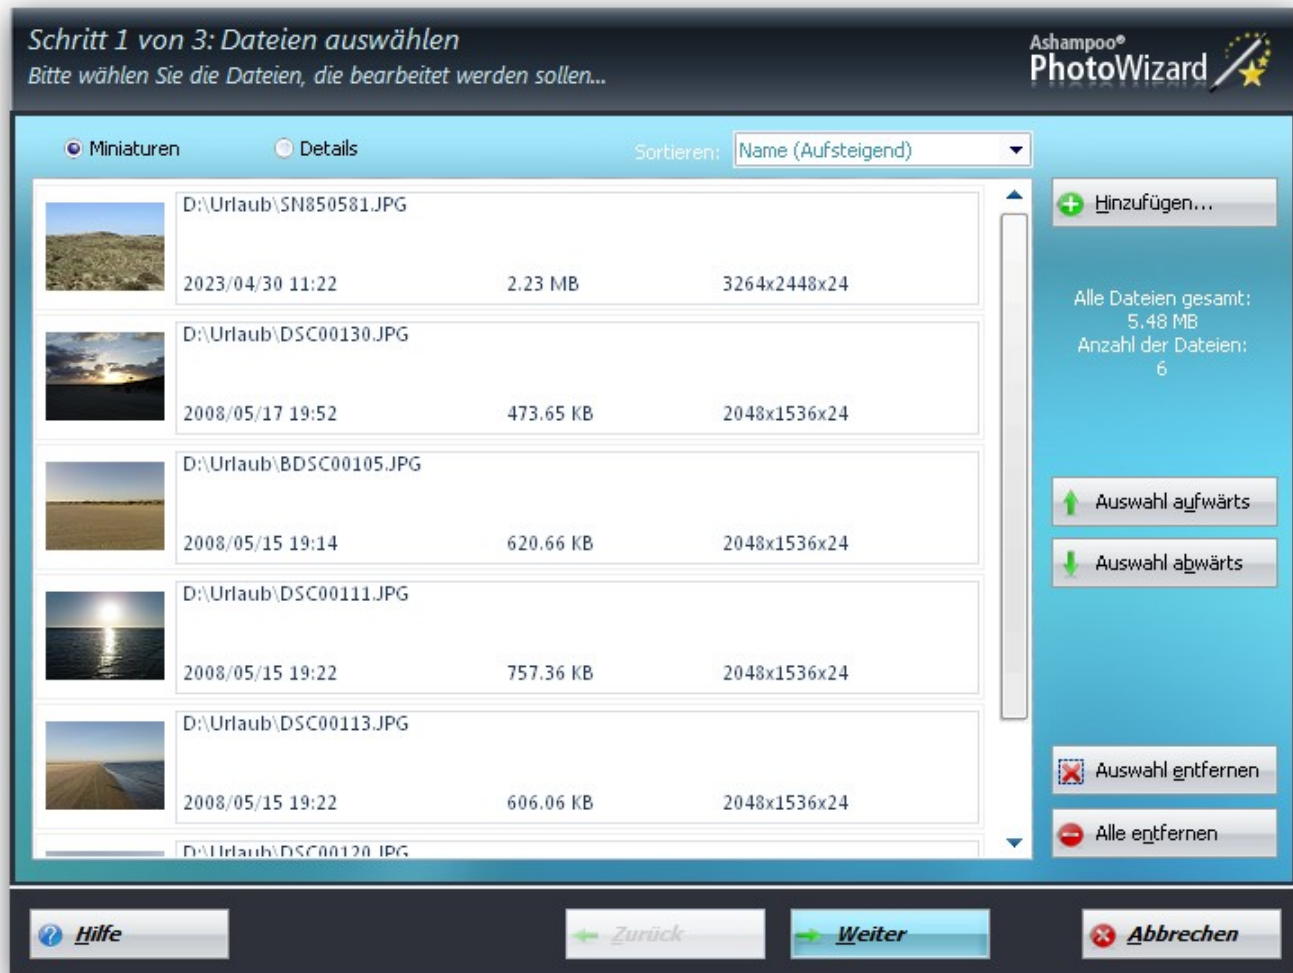 Schritt 1 von 3: Dateien auswählen
Bitte wählen Sie die Dateien, die bearbeitet werden sollen...
Ashampoo®
PhotoWizard
Miniaturen
Details
Sortieren:
Name (Aufsteigend)
D:\Urlaub\SN850581.JPG
2023/04/30 11:22 2.23 MB 3264x2448x24
D:\Urlaub\DSC00130.JPG
2008/05/17 19:52 473.65 KB 2048x1536x24
D:\Urlaub\BDSC00105.JPG
2008/05/15 19:14 620.66 KB 2048x1536x24
D:\Urlaub\DSC00111.JPG
2008/05/15 19:22 757.36 KB 2048x1536x24
D:\Urlaub\DSC00113.JPG
2008/05/15 19:22 606.06 KB 2048x1536x24
D:\Urlaub\DSC00120.JPG
Hinzufügen...
Alle Dateien gesamt:
5.48 MB
Anzahl der Dateien:
6
Auswahl aufwärts
Auswahl abwärts
Auswahl entfernen
Alle entfernen
Hilfe
Zurück
Weiter
Abbrechen